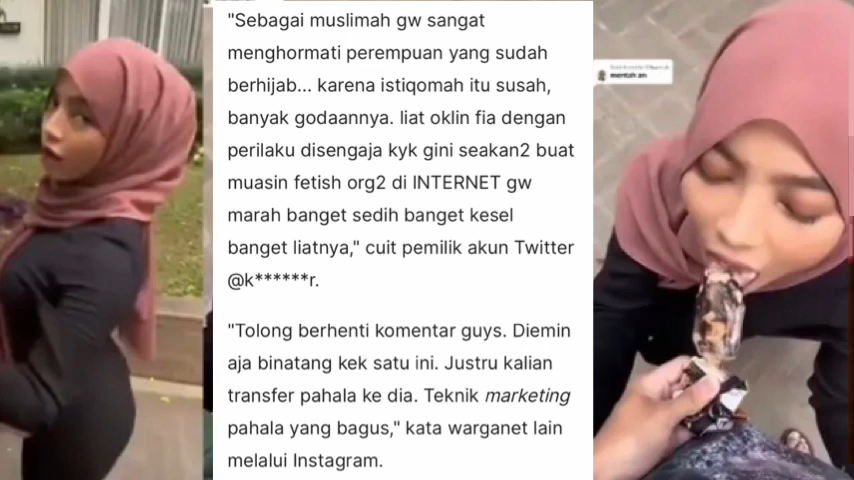 "Sebagai muslimah gw sangat
menghormati perempuan yang sudah
berhijab... karena istiqomah itu susah,
banyak godaannya. liat oklin fia dengan
perilaku disengaja kyk gini seakan2 buat
muasin fetish org2 di INTERNET gw
marah banget sedih banget kesel
banget liatnya," cuit pemilik akun Twitter
@k******r.
"Tolong berhenti komentar guys. Diemin
aja binatang kek satu ini. Justru kalian
transfer pahala ke dia. Teknik marketing
pahala yang bagus," kata warganet lain
melalui Instagram.